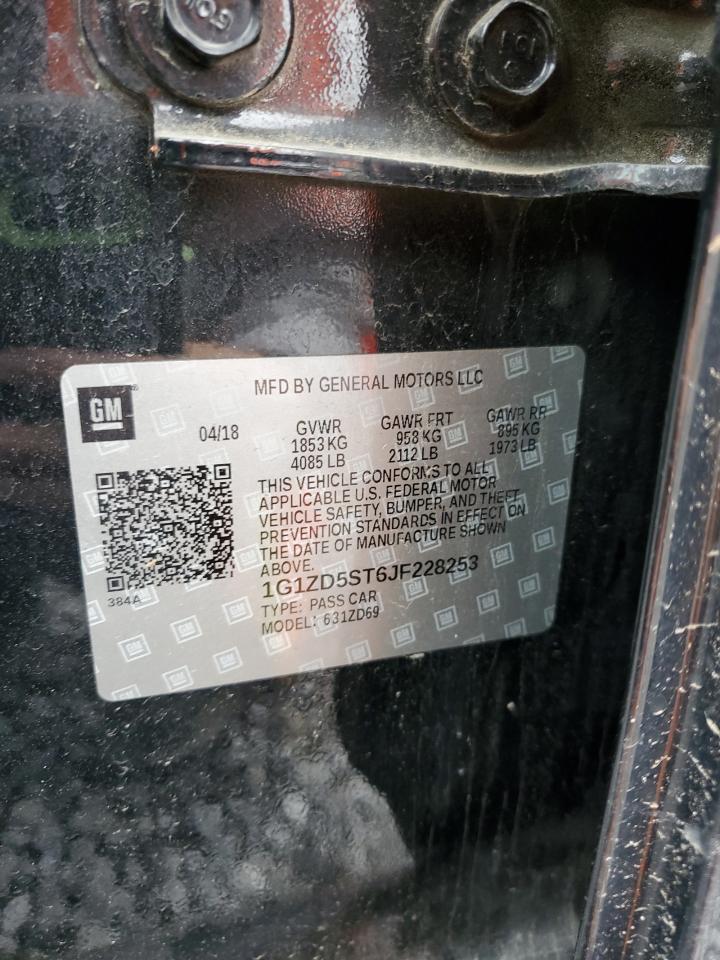 GM
MFD BY GENERAL MOTORS LLC
04/18
GVWR
1853 KG
4085 LB
GAWR FRT
958 KG
2112 LB
GAWR RR
895 KG
1973 LB
THIS VEHICLE CONFORMS TO ALL
APPLICABLE U.S. FEDERAL MOTOR
VEHICLE SAFETY, BUMPER, AND THEFT
PREVENTION STANDARDS IN EFFECT ON
THE DATE OF MANUFACTURE SHOWN
ABOVE.
1G1ZD5ST6JF228253
TYPE: PASS CAR
MODEL: 631ZD69
384A